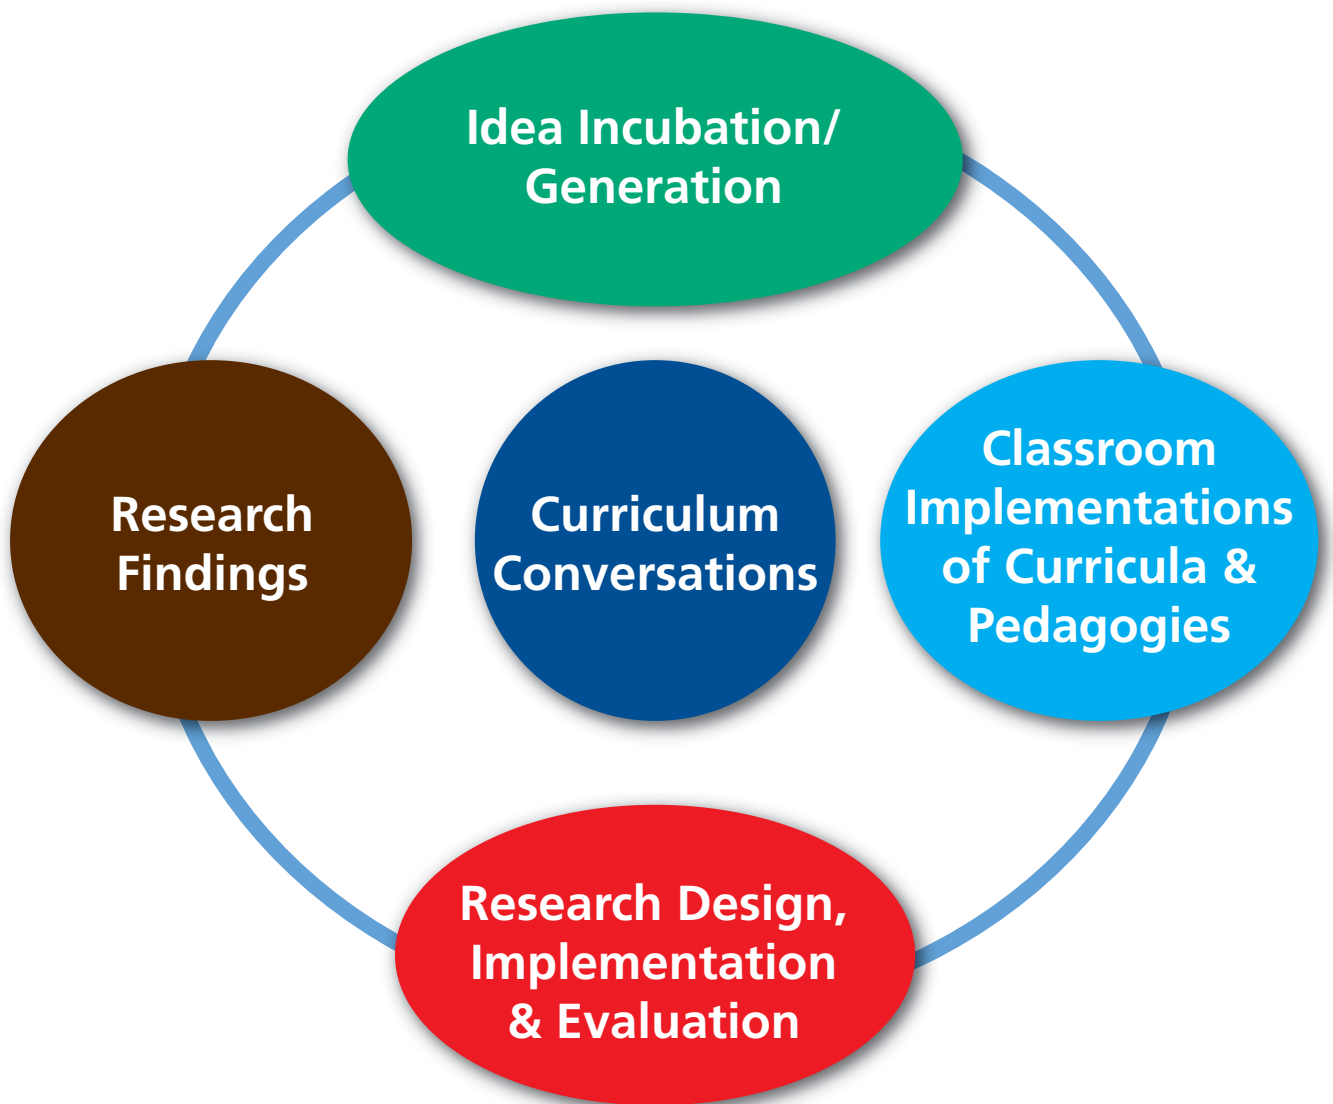 Idea Incubation/
Generation
Research
Findings
Curriculum
Conversations
Classroom
Implementations
of Curricula &
Pedagogies
Research Design,
Implementation
& Evaluation